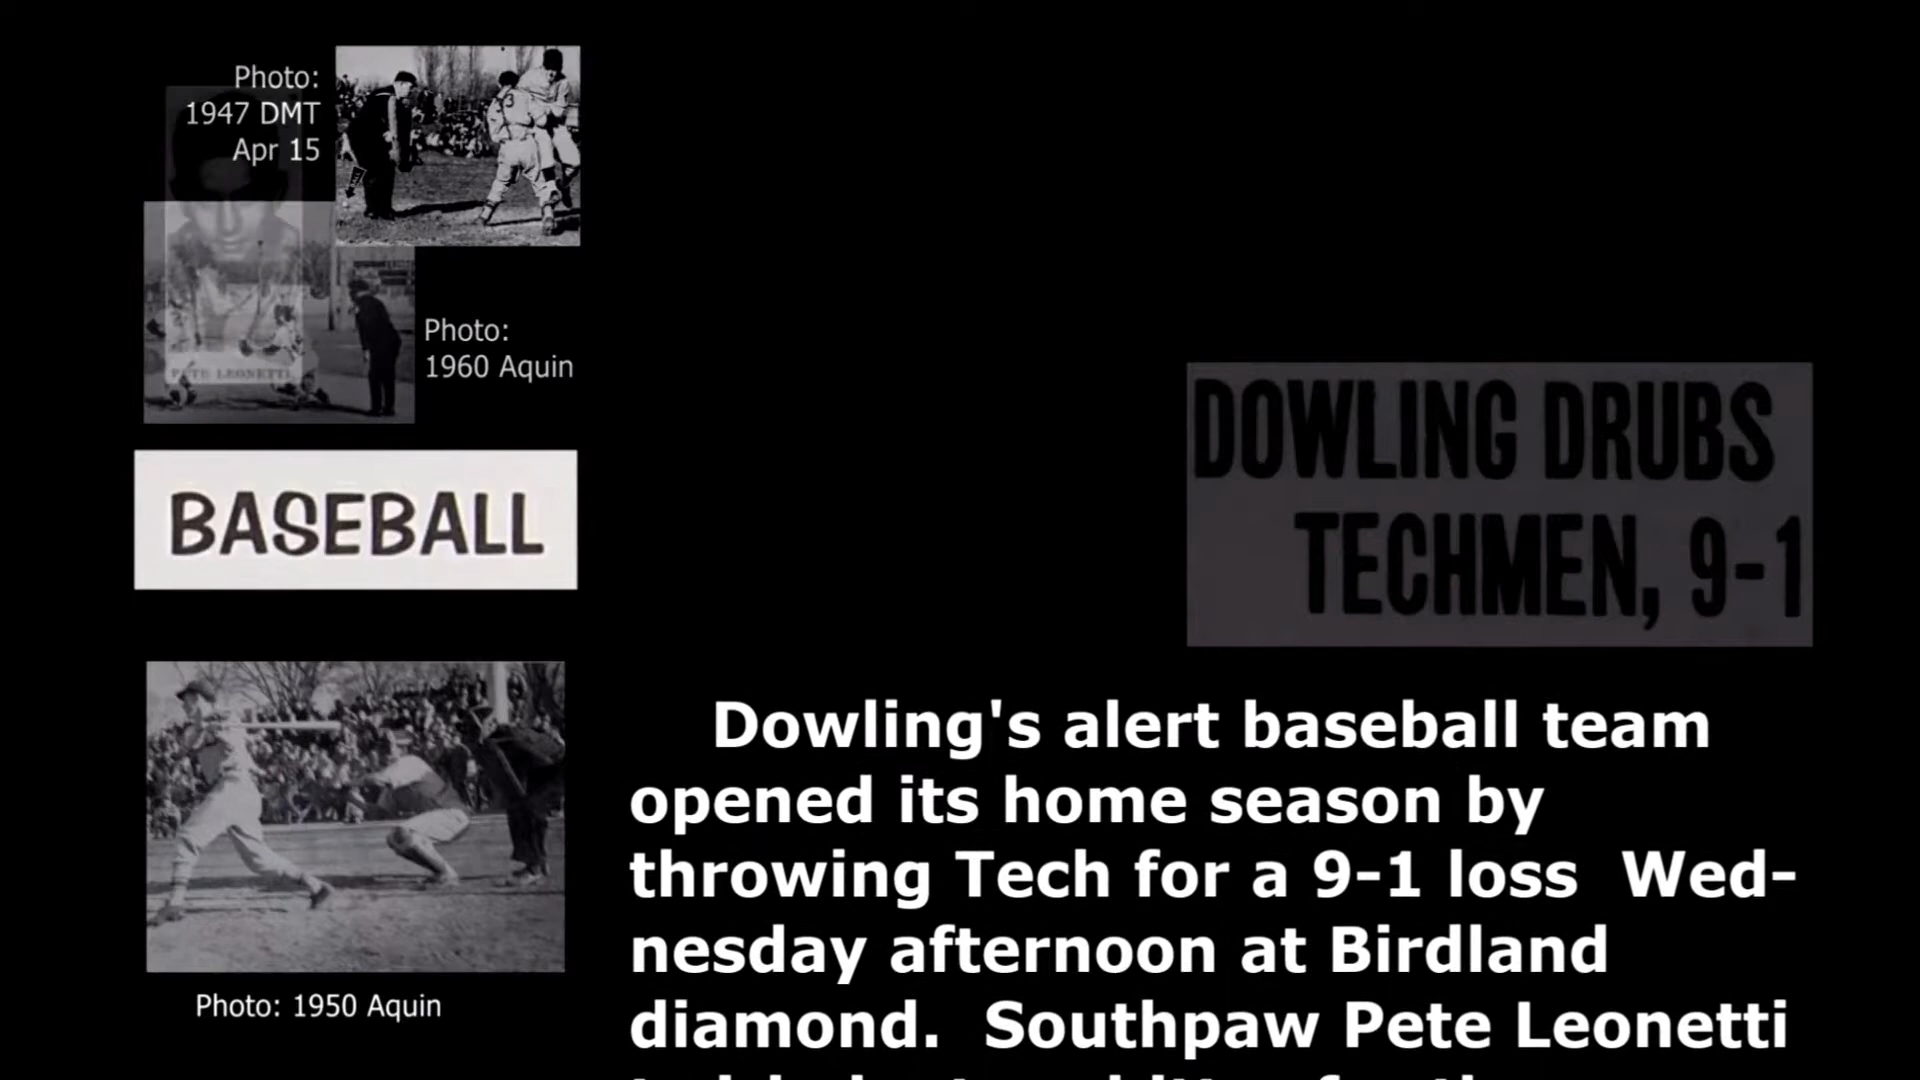 Photo:
1947 DMT
Apr 15
Photo:
1960 Aquin
PETE LEONETTI
BASEBALL
Photo: 1950 Aquin
DOWLING DRUBS
TECHMEN, 9-1
Dowling's alert baseball team
opened its home season by
throwing Tech for a 9-1 loss Wed-
nesday afternoon at Birdland
diamond. Southpaw Pete Leonetti